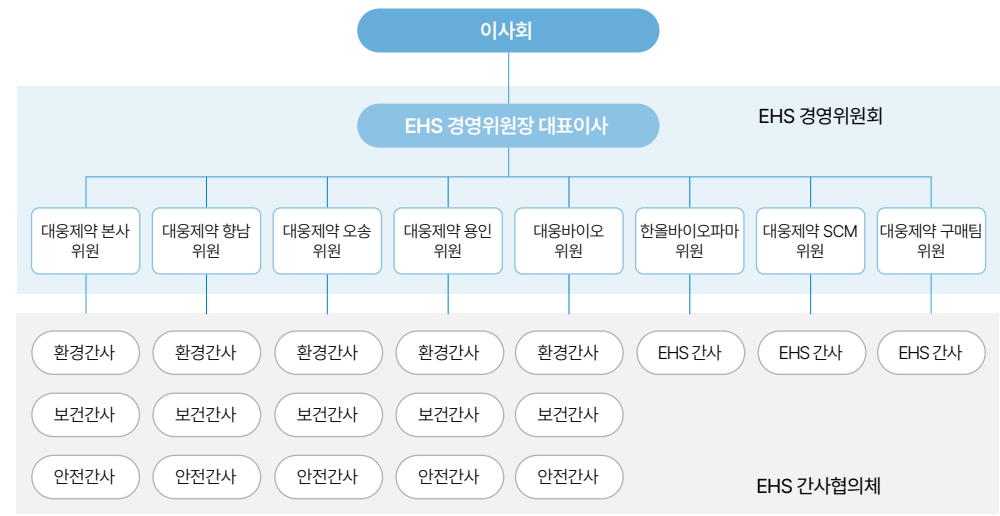 이사회
EHS 경영위원장 대표이사
EHS 경영위원회
대웅제약 본사
위원
대웅제약 향남
위원
대웅제약 오송
위원
대웅제약 용인
위원
대웅바이오
위원
한올바이오파마
위원
대웅제약 SCM
위원
대웅제약 구매팀
위원
환경간사
환경간사
환경간사
환경간사
환경간사
EHS 간사
EHS 간사
EHS 간사
보건간사
보건간사
보건간사
보건간사
보건간사
안전간사
안전간사
안전간사
안전간사
안전간사
EHS 간사협의체